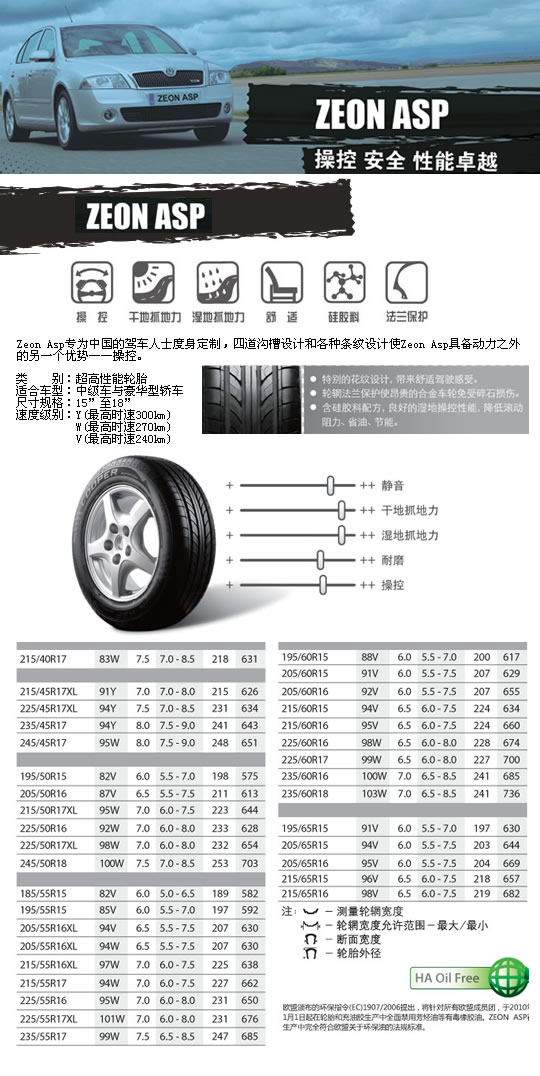 ZEON ASP
ZEON ASP
操控 安全 性能卓越
ZEON ASP
操 控
干地抓地力
湿地抓地力
舒 适
硅胶料
法兰保护
Zeon Asp专为中国的驾车人士度身定制，四道沟槽设计和各种条纹设计使Zeon Asp具备动力之外
的另一个优势——操控。
类 别：超高性能轮胎
适合车型：中级车与豪华型轿车
尺寸规格：15”至18”
速度级别：Y(最高时速300km)
W(最高时速270km)
V(最高时速240km)
● 特别的花纹设计，带来舒适驾驶感受。
● 轮辋法兰保护使昂贵的合金车轮免受碎石损伤。
● 含硅胶料配方，良好的湿地操控性能，降低滚动
阻力、省油、节能。
COOPER
+ ++ 静音
+ ++ 干地抓地力
+ ++ 湿地抓地力
+ ++ 耐磨
+ ++ 操控
215/40R17 83W 7.5 7.0 - 8.5 218 631
215/45R17XL 91Y 7.0 7.0 - 8.0 215 626
225/45R17XL 94Y 7.5 7.0 - 8.5 231 634
235/45R17 94Y 8.0 7.5 - 9.0 241 643
245/45R17 95W 8.0 7.5 - 9.0 248 651
195/50R15 82V 6.0 5.5 - 7.0 198 575
205/50R16 87V 6.5 5.5 - 7.5 211 613
215/50R17XL 95W 7.0 6.0 - 7.5 223 644
225/50R16 92W 7.0 6.0 - 8.0 233 628
225/50R17XL 98W 7.0 6.0 - 8.0 232 654
245/50R18 100W 7.5 7.0 - 8.5 253 703
185/55R15 82V 6.0 5.0 - 6.5 189 582
195/55R15 85V 6.0 5.5 - 7.0 197 592
205/55R16XL 94V 6.5 5.5 - 7.5 207 630
205/55R16XL 94W 6.5 5.5 - 7.5 207 630
215/55R16XL 97W 7.0 6.0 - 7.5 225 638
215/55R17 94W 7.0 6.0 - 7.5 227 662
225/55R16 95W 7.0 6.0 - 8.0 231 650
225/55R17XL 101W 7.0 6.0 - 8.0 231 676
235/55R17 99W 7.5 6.5 - 8.5 247 685
195/60R15 88V 6.0 5.5 - 7.0 200 617
205/60R15 91V 6.0 5.5 - 7.5 207 629
205/60R16 92V 6.0 5.5 - 7.5 207 655
215/60R15 94V 6.5 6.0 - 7.5 224 634
215/60R16 95V 6.5 6.0 - 7.5 224 660
225/60R16 98W 6.5 6.0 - 8.0 228 674
225/60R17 99W 6.5 6.0 - 8.0 227 700
235/60R16 100W 7.0 6.5 - 8.5 241 685
235/60R18 103W 7.0 6.5 - 8.5 241 736
195/65R15 91V 6.0 5.5 - 7.0 197 630
205/65R15 94V 6.0 5.5 - 7.5 203 644
205/65R16 95V 6.0 5.5 - 7.5 204 669
215/65R15 96V 6.5 6.0 - 7.5 218 657
215/65R16 98V 6.5 6.0 - 7.5 219 682
注： － 测量轮辋宽度
－ 轮辋宽度允许范围－最大/最小
－ 断面宽度
－ 轮胎外径
HA Oil Free
欧盟颁布的环保指令(EC)1907/2006提出，将针对所有欧盟成员团，于2010年
1月1日起在轮胎和充油胶生产中全面禁用芳烃油等有毒橡胶油。ZEON ASP在
生产中完全符合欧盟关于环保油的法规标准。